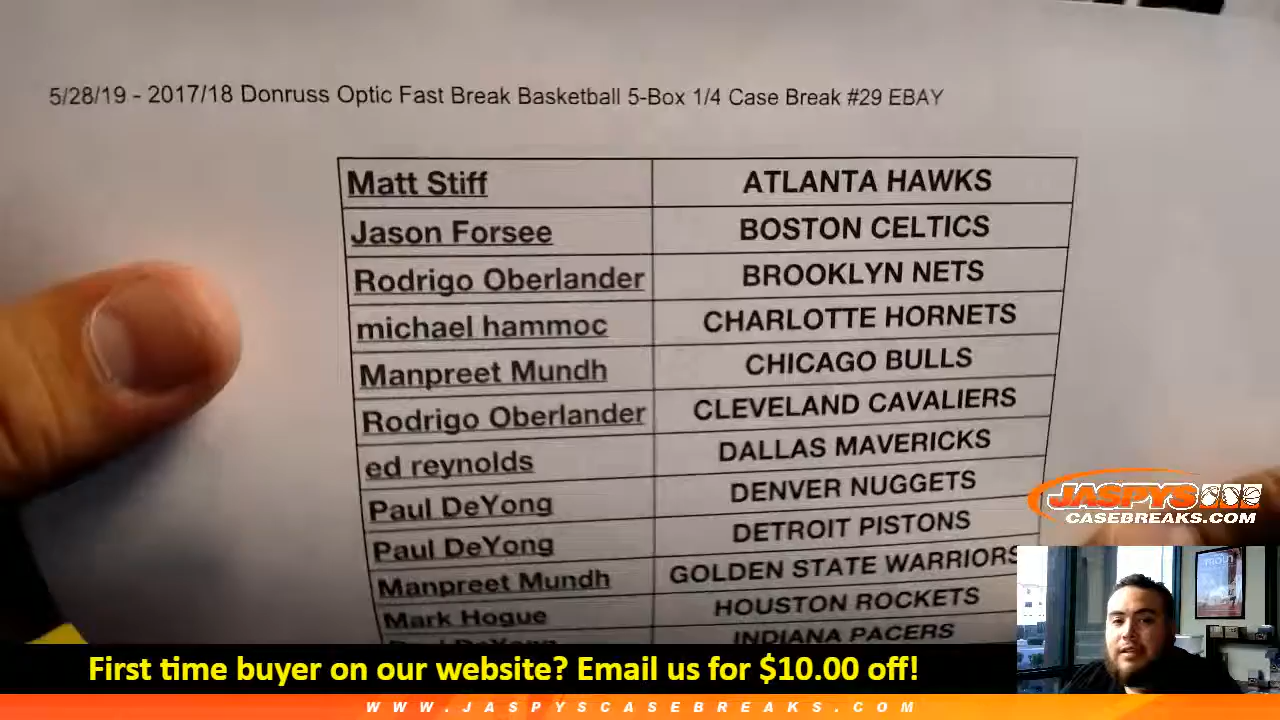 5/28/19 - 2017/18 Donruss Optic Fast Break Basketball 5-Box 1/4 Case Break #29 EBAY
Matt Stiff ATLANTA HAWKS
Jason Forsee BOSTON CELTICS
Rodrigo Oberlander BROOKLYN NETS
michael hammoc CHARLOTTE HORNETS
Manpreet Mundh CHICAGO BULLS
Rodrigo Oberlander CLEVELAND CAVALIERS
ed reynolds DALLAS MAVERICKS
Paul DeYong DENVER NUGGETS
Paul DeYong DETROIT PISTONS
Manpreet Mundh GOLDEN STATE WARRIORS
Mark Hogue HOUSTON ROCKETS
Paul DeYong INDIANA PACERS
JASPYS
CASEBREAKS.COM
First time buyer on our website? Email us for $10.00 off!
WWW.JASPYSCASEBREAKS.COM